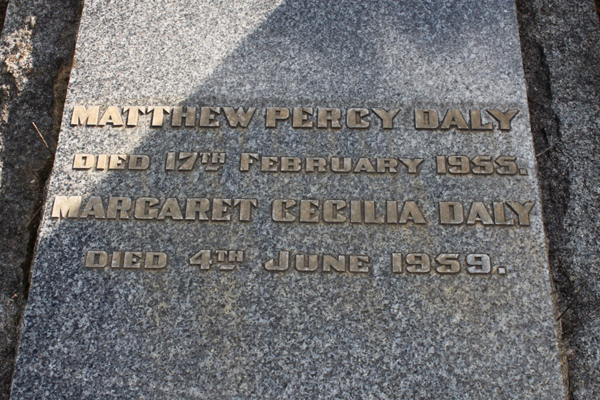 MATTHEW PERCY DALY
DIED 17TH FEBRUARY 1955.
MARGARET CECILIA DALY
DIED 4TH JUNE 1959.